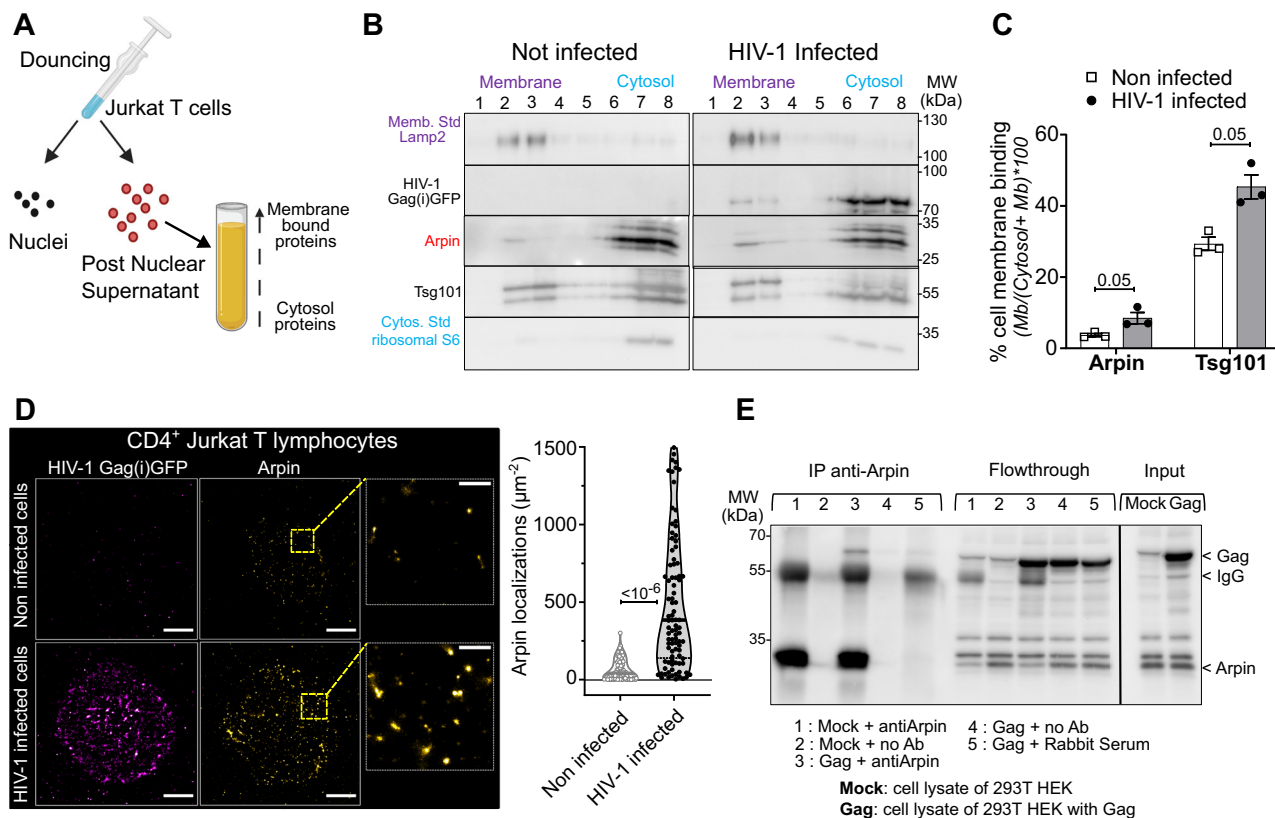 A
Douncing
Jurkat T cells
Nuclei
Post Nuclear
Supernatant
Membrane
bound
proteins
Cytosol
proteins
B
Not infected
HIV-1 Infected
Membrane
Cytosol
Membrane
Cytosol
MW
(kDa)
1 2 3 4 5 6 7 8
1 2 3 4 5 6 7 8
Memb. Std
Lamp2
130
100
HIV-1
Gag(i)GFP
100
70
Arpin
35
25
Tsg101
55
Cytos. Std
ribosomal S6
35
C
Non infected
HIV-1 infected
% cell membrane binding
(Mb/(Cytosol+ Mb)*100
60
40
20
0
0.05
0.05
Arpin
Tsg101
D
CD4+ Jurkat T lymphocytes
HIV-1 Gag(i)GFP
Arpin
Non infected cells
HIV-1 infected cells
Arpin localizations (µm-2)
1500
1000
500
0
<10-6
Non infected
HIV-1 infected
E
IP anti-Arpin
Flowthrough
Input
MW
(kDa)
1 2 3 4 5
1 2 3 4 5
Mock Gag
70
55
35
< Gag
< IgG
< Arpin
1 : Mock + antiArpin
2 : Mock + no Ab
3 : Gag + antiArpin
4 : Gag + no Ab
5 : Gag + Rabbit Serum
Mock: cell lysate of 293T HEK
Gag: cell lysate of 293T HEK with Gag